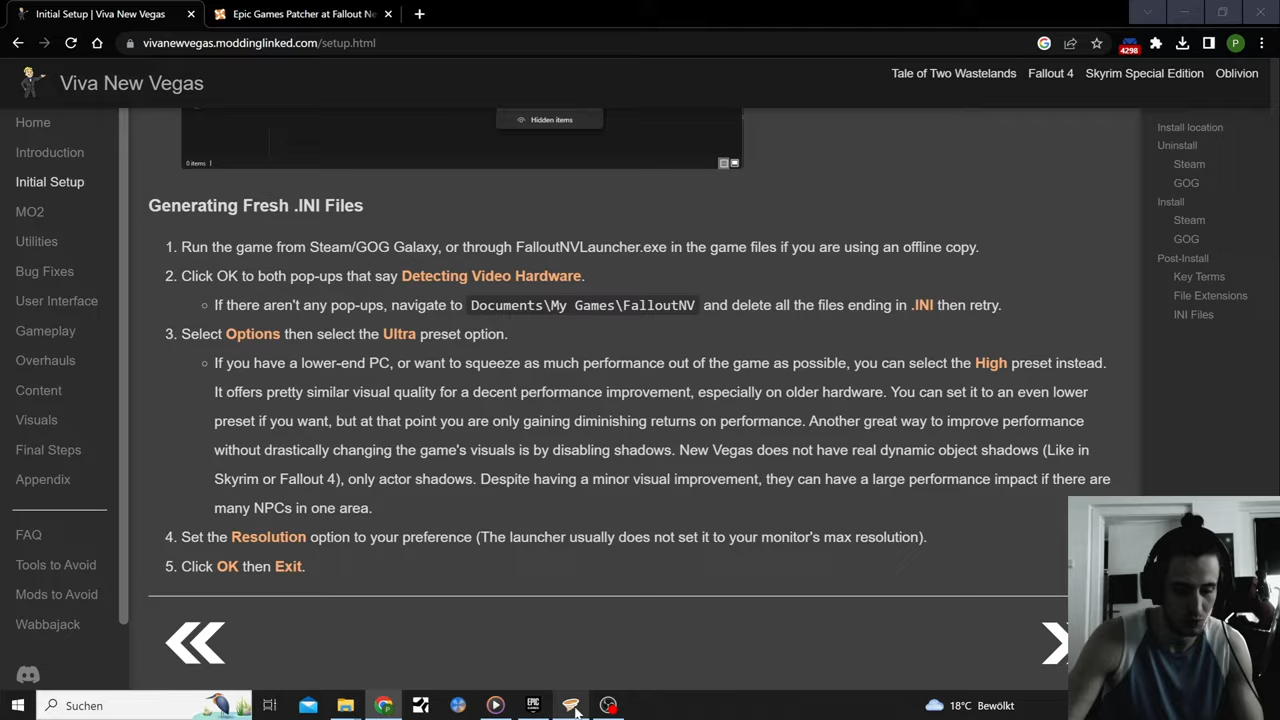 Initial Setup | Viva New Vegas
Epic Games Patcher at Fallout Ne
vivanewvegas.moddinglinked.com/setup.html
4298
P
Viva New Vegas
Tale of Two Wastelands
Fallout 4
Skyrim Special Edition
Oblivion
Home
Introduction
Initial Setup
MO2
Utilities
Bug Fixes
User Interface
Gameplay
Overhauls
Content
Visuals
Final Steps
Appendix
FAQ
Tools to Avoid
Mods to Avoid
Wabbajack
Hidden items
0 items
Generating Fresh .INI Files
1. Run the game from Steam/GOG Galaxy, or through FalloutNVLauncher.exe in the game files if you are using an offline copy.
2. Click OK to both pop-ups that say Detecting Video Hardware.
If there aren't any pop-ups, navigate to Documents\My Games\FalloutNV and delete all the files ending in .INI then retry.
3. Select Options then select the Ultra preset option.
If you have a lower-end PC, or want to squeeze as much performance out of the game as possible, you can select the High preset instead.
It offers pretty similar visual quality for a decent performance improvement, especially on older hardware. You can set it to an even lower
preset if you want, but at that point you are only gaining diminishing returns on performance. Another great way to improve performance
without drastically changing the game's visuals is by disabling shadows. New Vegas does not have real dynamic object shadows (Like in
Skyrim or Fallout 4), only actor shadows. Despite having a minor visual improvement, they can have a large performance impact if there are
many NPCs in one area.
4. Set the Resolution option to your preference (The launcher usually does not set it to your monitor's max resolution).
5. Click OK then Exit.
Install location
Uninstall
Steam
GOG
Install
Steam
GOG
Post-Install
Key Terms
File Extensions
INI Files
Suchen
EPIC
18°C Bewölkt